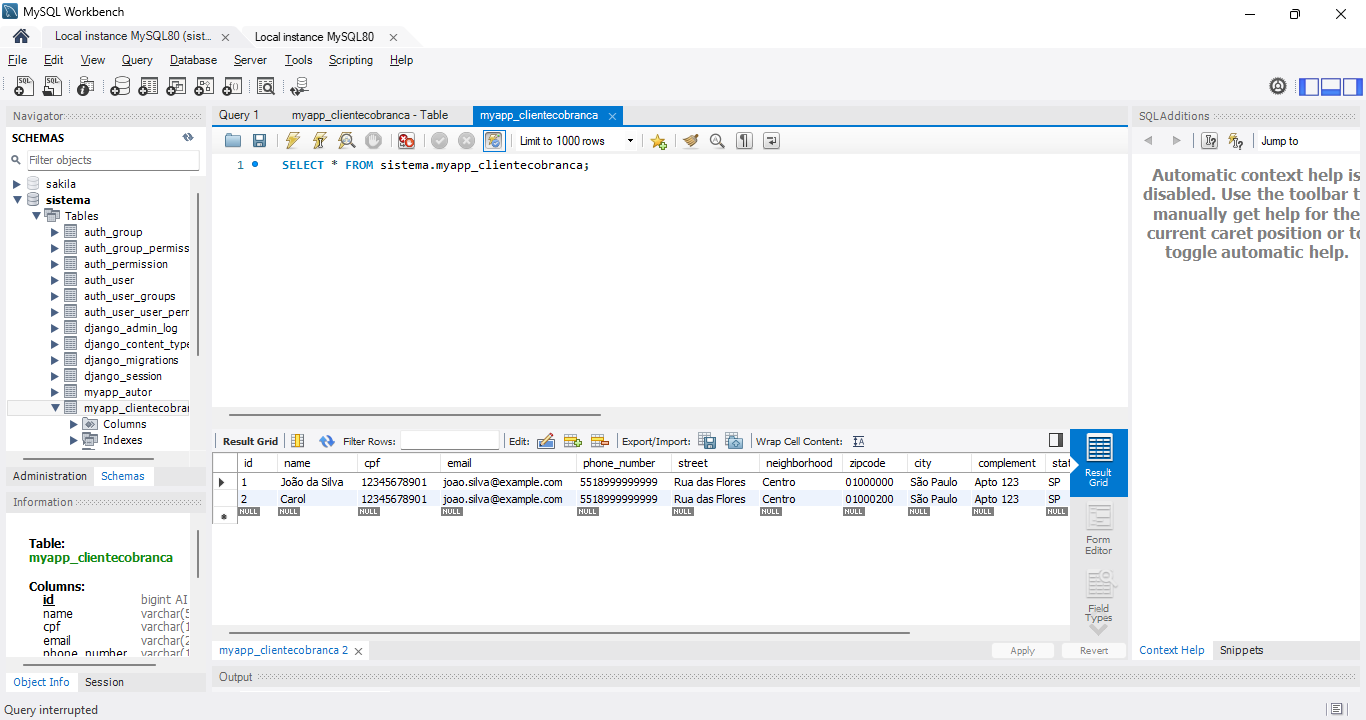 MySQL Workbench
Local instance MySQL80 (sist...
Local instance MySQL80
File Edit View Query Database Server Tools Scripting Help
Navigator
SCHEMAS
Filter objects
sakila
sistema
Tables
auth_group
auth_group_permiss
auth_permission
auth_user
auth_user_groups
auth_user_user_perr
django_admin_log
django_content_type
django_migrations
django_session
myapp_autor
myapp_clientecobrar
Columns
Indexes
Administration Schemas
Information
Table:
myapp_clientecobranca
Columns:
id bigint AI
name varchar(5
cpf varchar(1
email varchar(2
phone_number varchar(1
Object Info Session
Query interrupted
Query 1 myapp_clientecobranca - Table myapp_clientecobranca
Limit to 1000 rows
1 SELECT * FROM sistema.myapp_clientecobranca;
Result Grid Filter Rows: Edit: Export/Import: Wrap Cell Content:
id name cpf email phone_number street neighborhood zipcode city complement stat
1 João da Silva 12345678901 joao.silva@example.com 5518999999999 Rua das Flores Centro 01000000 São Paulo Apto 123 SP
2 Carol 12345678901 joao.silva@example.com 5518999999999 Rua das Flores Centro 01000200 São Paulo Apto 123 SP
NULL NULL NULL NULL NULL NULL NULL NULL NULL NULL NULL
Result
Grid
Form
Editor
Field
Types
myapp_clientecobranca 2
Apply Revert
Output
SQLAdditions
Jump to
Automatic context help is
disabled. Use the toolbar t
manually get help for the
current caret position or to
toggle automatic help.
Context Help Snippets